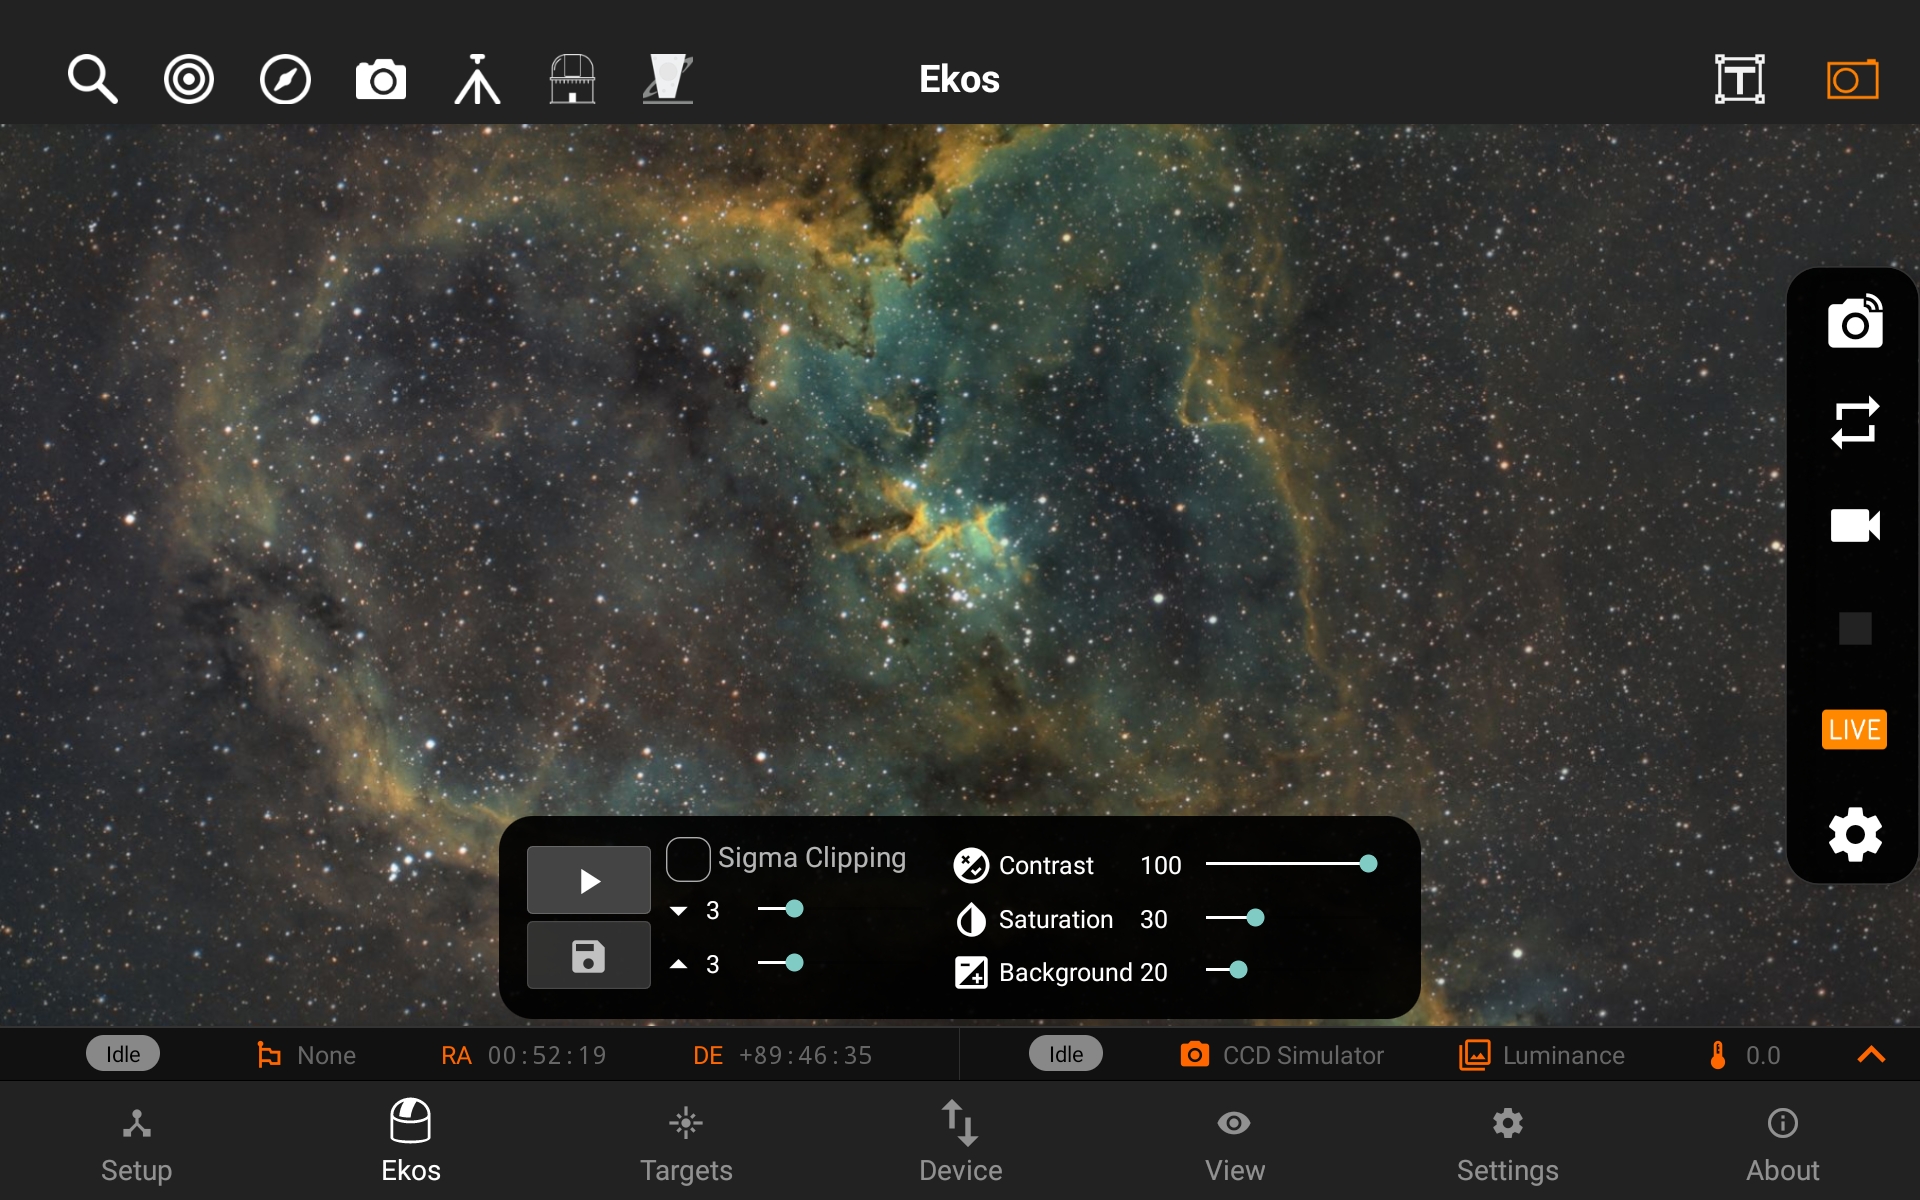 Ekos
T
LIVE
Sigma Clipping
3
3
Contrast 100
Saturation 30
Background 20
Idle None RA 00:52:19 DE +89:46:35 Idle CCD Simulator Luminance 0.0
Setup Ekos Targets Device View Settings About